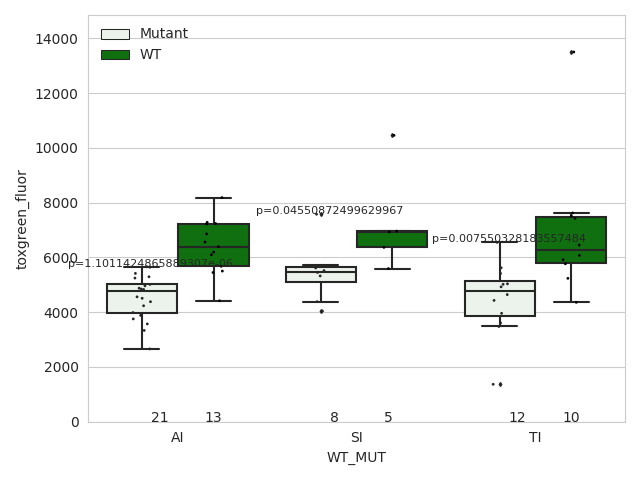 14000
12000
10000
8000
6000
4000
2000
0
toxgreen_fluor
Mutant
WT
p=1.1011424865889307e-06
p=0.04550872499629967
p=0.007550328183557484
21 13 8 5 12 10
AI SI TI
WT_MUT